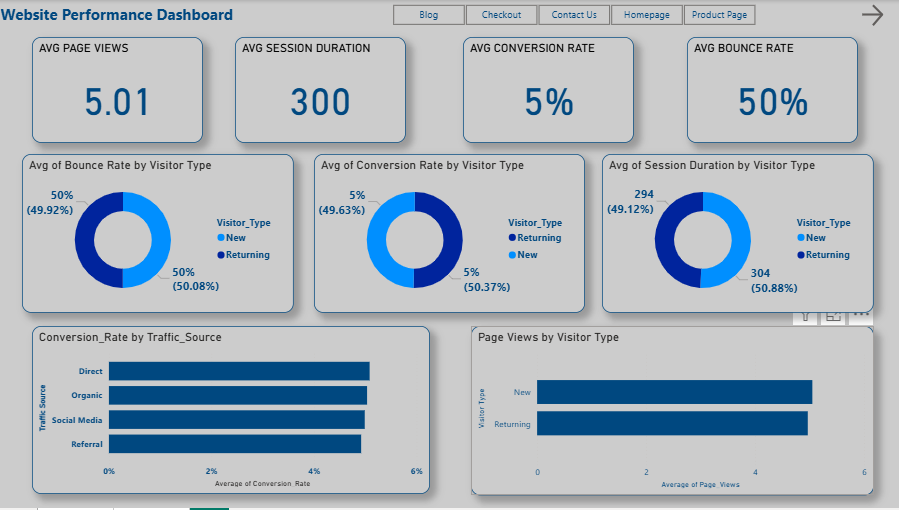 Website Performance Dashboard
Blog
Checkout
Contact Us
Homepage
Product Page
AVG PAGE VIEWS
5.01
AVG SESSION DURATION
300
AVG CONVERSION RATE
5%
AVG BOUNCE RATE
50%
Avg of Bounce Rate by Visitor Type
50%
(49.92%)
50%
(50.08%)
Visitor_Type
New
Returning
Avg of Conversion Rate by Visitor Type
5%
(49.63%)
5%
(50.37%)
Visitor_Type
Returning
New
Avg of Session Duration by Visitor Type
294
(49.12%)
304
(50.88%)
Visitor_Type
New
Returning
Conversion_Rate by Traffic_Source
Traffic Source
Direct
Organic
Social Media
Referral
0%
2%
4%
6%
Average of Conversion_Rate
Page Views by Visitor Type
Visitor Type
New
Returning
0
2
4
6
Average of Page_Views